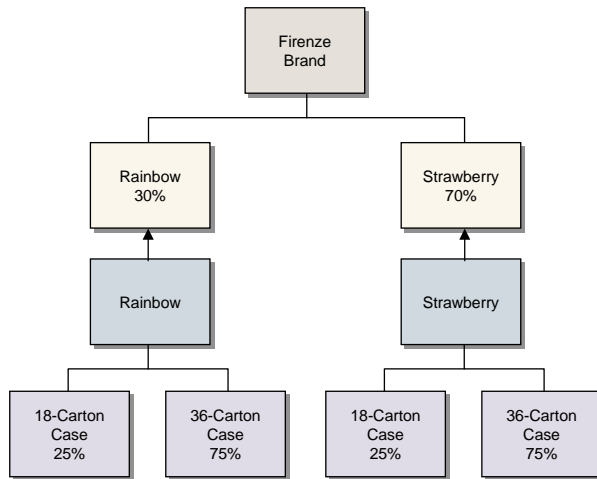 Firenze
Brand
Rainbow
30%
Strawberry
70%
Rainbow
Strawberry
18-Carton
Case
25%
36-Carton
Case
75%
18-Carton
Case
25%
36-Carton
Case
75%